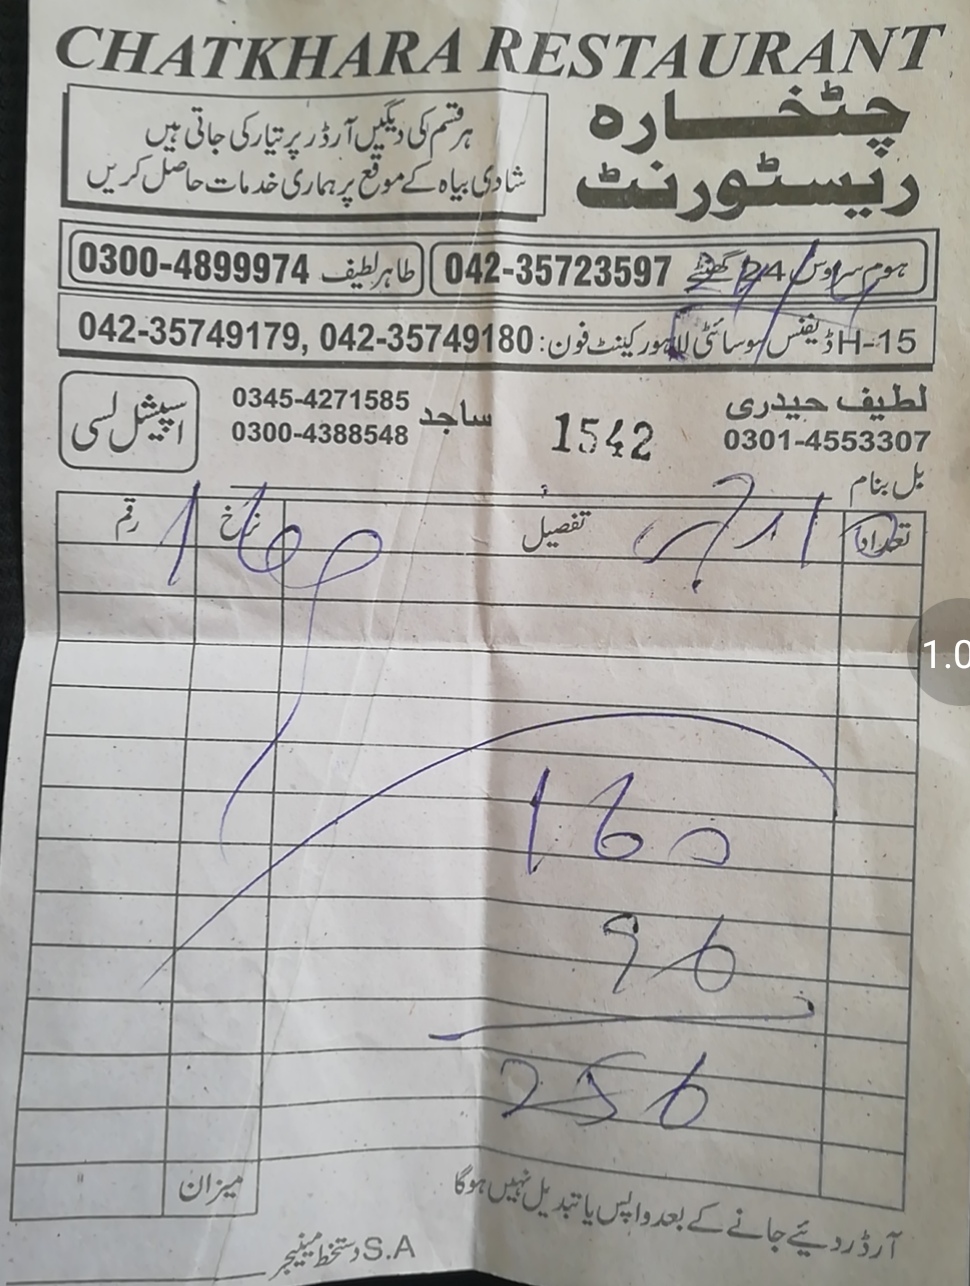 CHATKHARA RESTAURANT
چٹخارہ
ریسٹورنٹ
ہر قسم کی دیگیں آرڈر پر تیار کی جاتی ہیں
شادی بیاہ کے موقع پر ہماری خدمات حاصل کریں
ہوم سروس 24 گھنٹے 042-35723597
طاہر لطیف 0300-4899974
H-15 ڈیفنس سوسائٹی لاہور کینٹ فون: 042-35749179, 042-35749180
لطیف حیدری
0301-4553307
1542
ساجد
0345-4271585
0300-4388548
اسپیشل لسی
بل بنام
تعداد تفصیل نرخ رقم
160
160
96
256
میزان
آرڈر دیئے جانے کے بعد واپس یا تبدیل نہیں ہوگا
S.A دستخط مینیجر